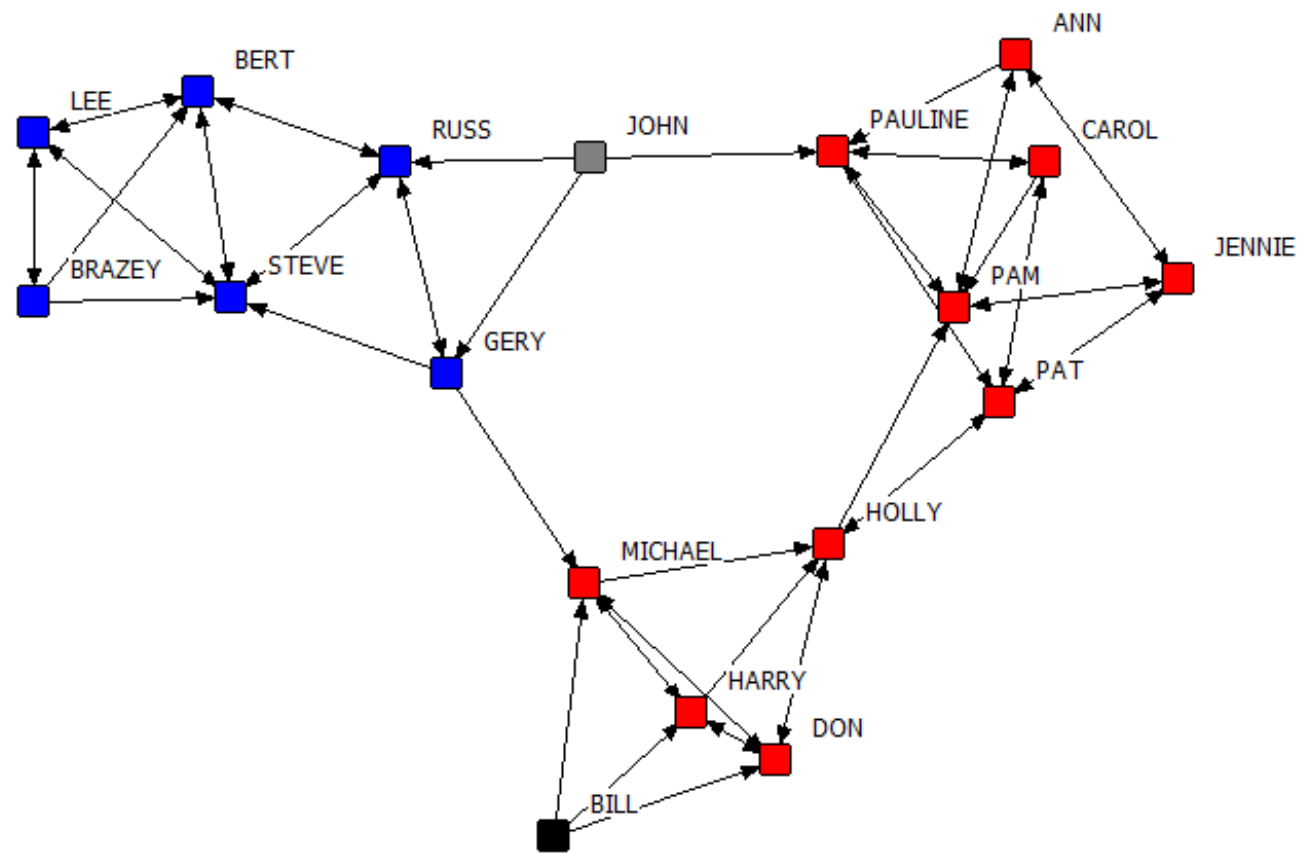 ANN
BERT
LEE
PAULINE
CAROL
RUSS
JOHN
JENNIE
BRAZEY
STEVE
PAM
GERY
PAT
HOLLY
MICHAEL
HARRY
DON
BILL